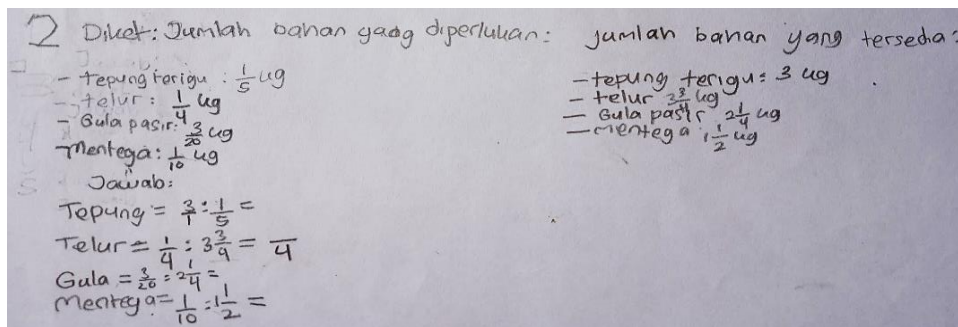 2 Diket: Jumlah bahan yang diperlukan: jumlah bahan yang tersedia:
- tepung terigu : 1/5 kg
- telur : 1/4 kg
- Gula pasir: 3/20 kg
Mentega: 1/10 kg
- tepung terigu: 3 kg
- telur 3 3/4 kg
- Gula pasir 2 1/4 kg
- mentega 1 1/2 kg
Jawab:
Tepung = 3/1 : 1/5 =
Telur = 1/4 : 3 3/4 = /4
Gula = 3/20 : 2 1/4 =
Mentega = 1/10 : 1 1/2 =